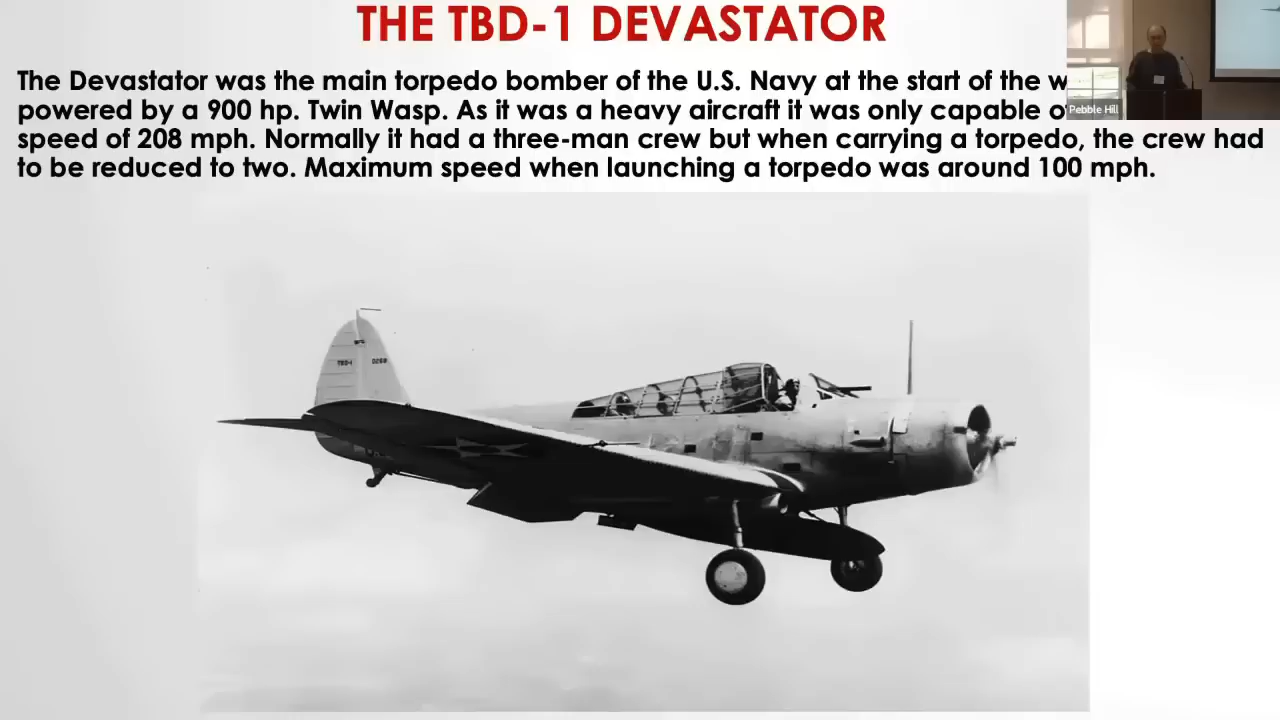 THE TBD-1 DEVASTATOR
The Devastator was the main torpedo bomber of the U.S. Navy at the start of the
powered by a 900 hp. Twin Wasp. As it was a heavy aircraft it was only capable
speed of 208 mph. Normally it had a three-man crew but when carrying a torpedo, the crew had
to be reduced to two. Maximum speed when launching a torpedo was around 100 mph.
Pebble Hill
TBD-1 0268